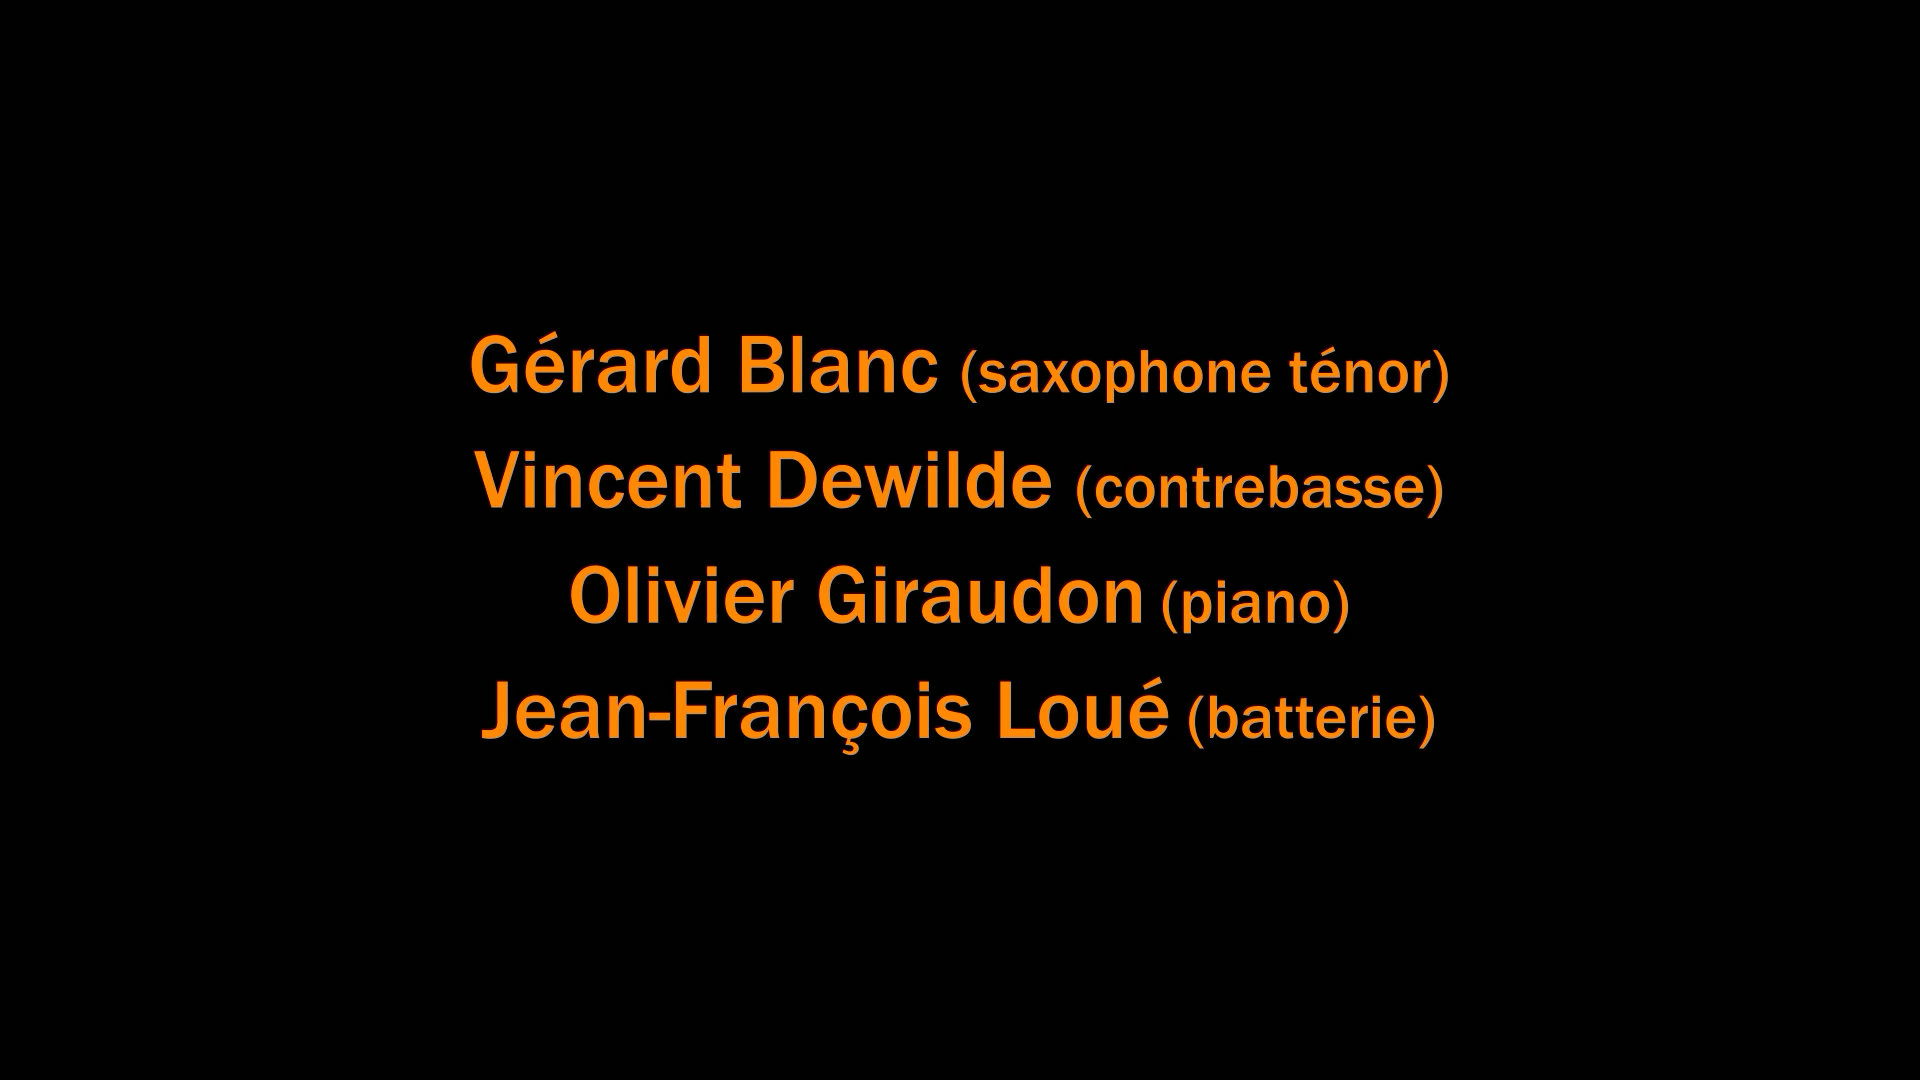 Gérard Blanc (saxophone ténor)
Vincent Dewilde (contrebasse)
Olivier Giraudon (piano)
Jean-François Loué (batterie)